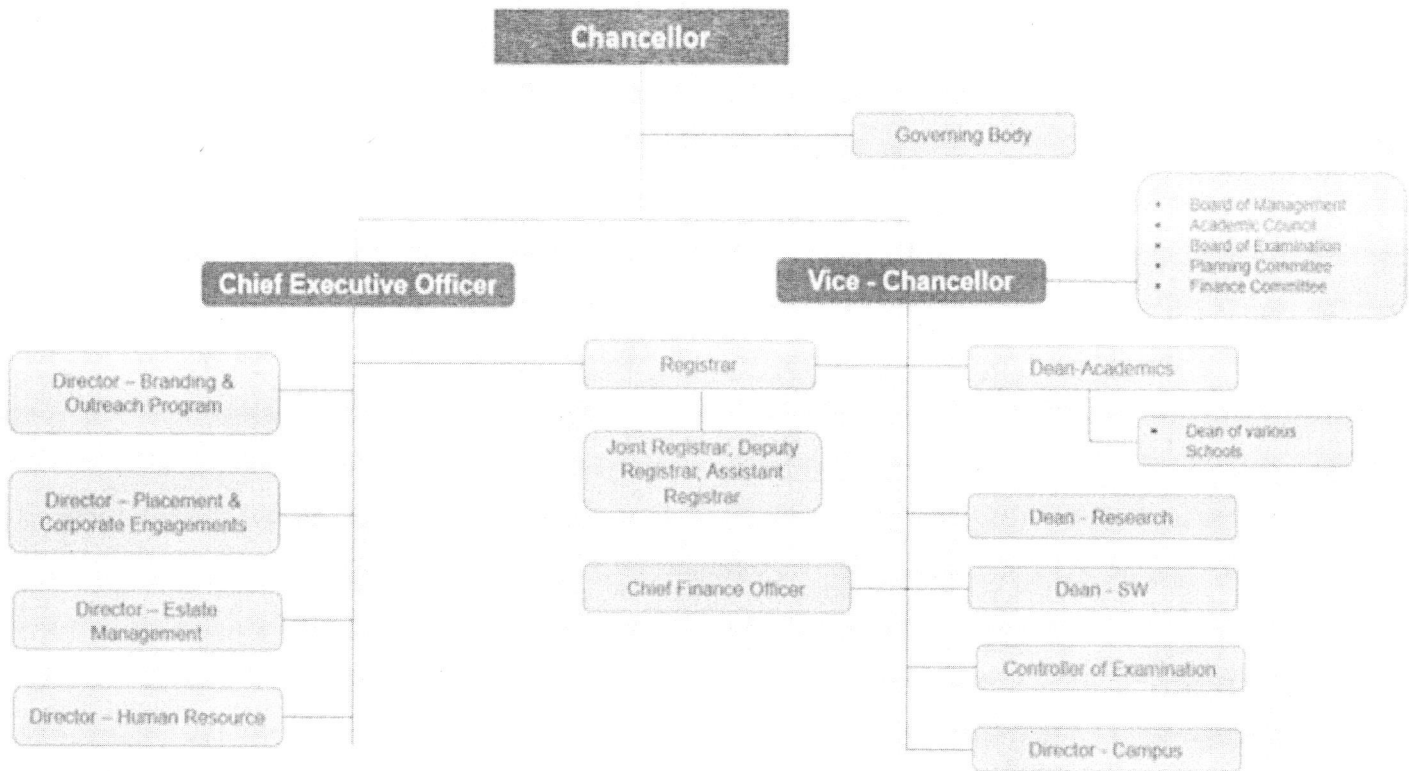 Chancellor
Governing Body
• Board of Management
• Academic Council
• Board of Examination
• Planning Committee
• Finance Committee
Chief Executive Officer
Vice - Chancellor
Registrar
Dean-Academics
Director – Branding &
Outreach Program
• Dean of various
Schools
Joint Registrar, Deputy
Registrar, Assistant
Registrar
Director – Placement &
Corporate Engagements
Dean - Research
Chief Finance Officer
Dean - SW
Director – Estate
Management
Controller of Examination
Director – Human Resource
Director - Campus